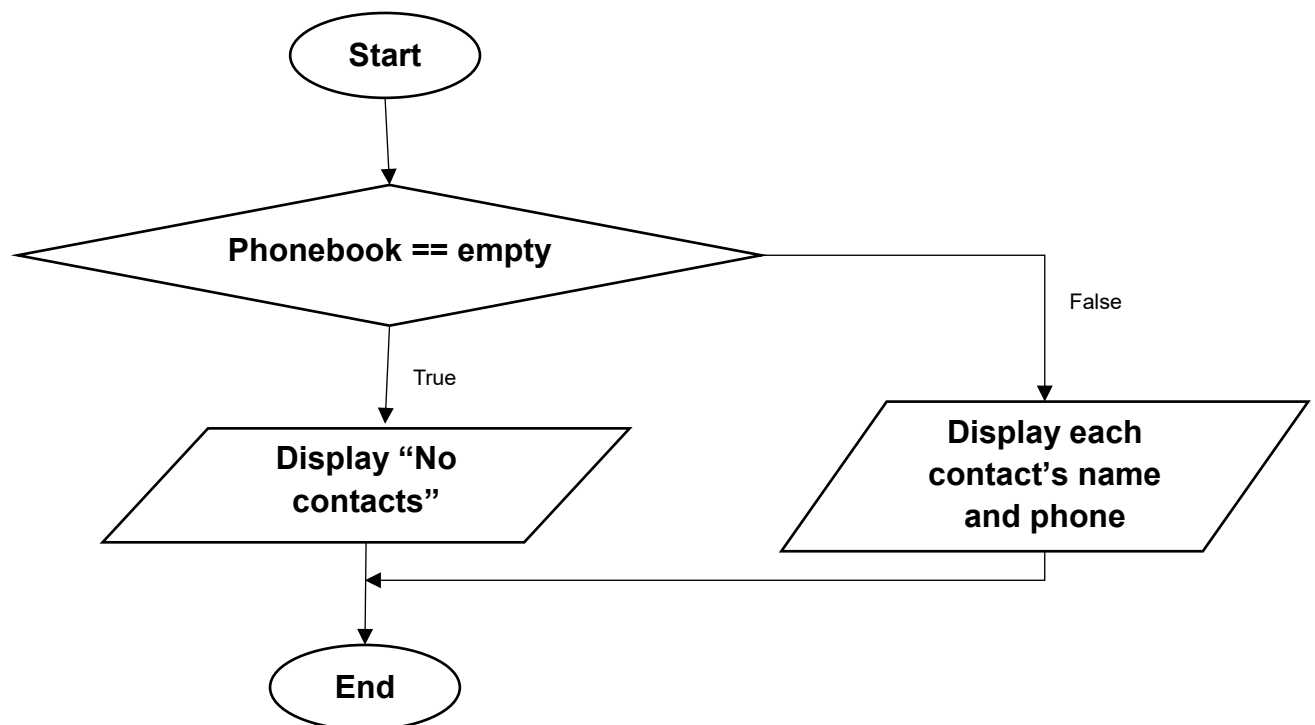 Start
Phonebook == empty
False
True
Display “No
contacts”
Display each
contact’s name
and phone
End